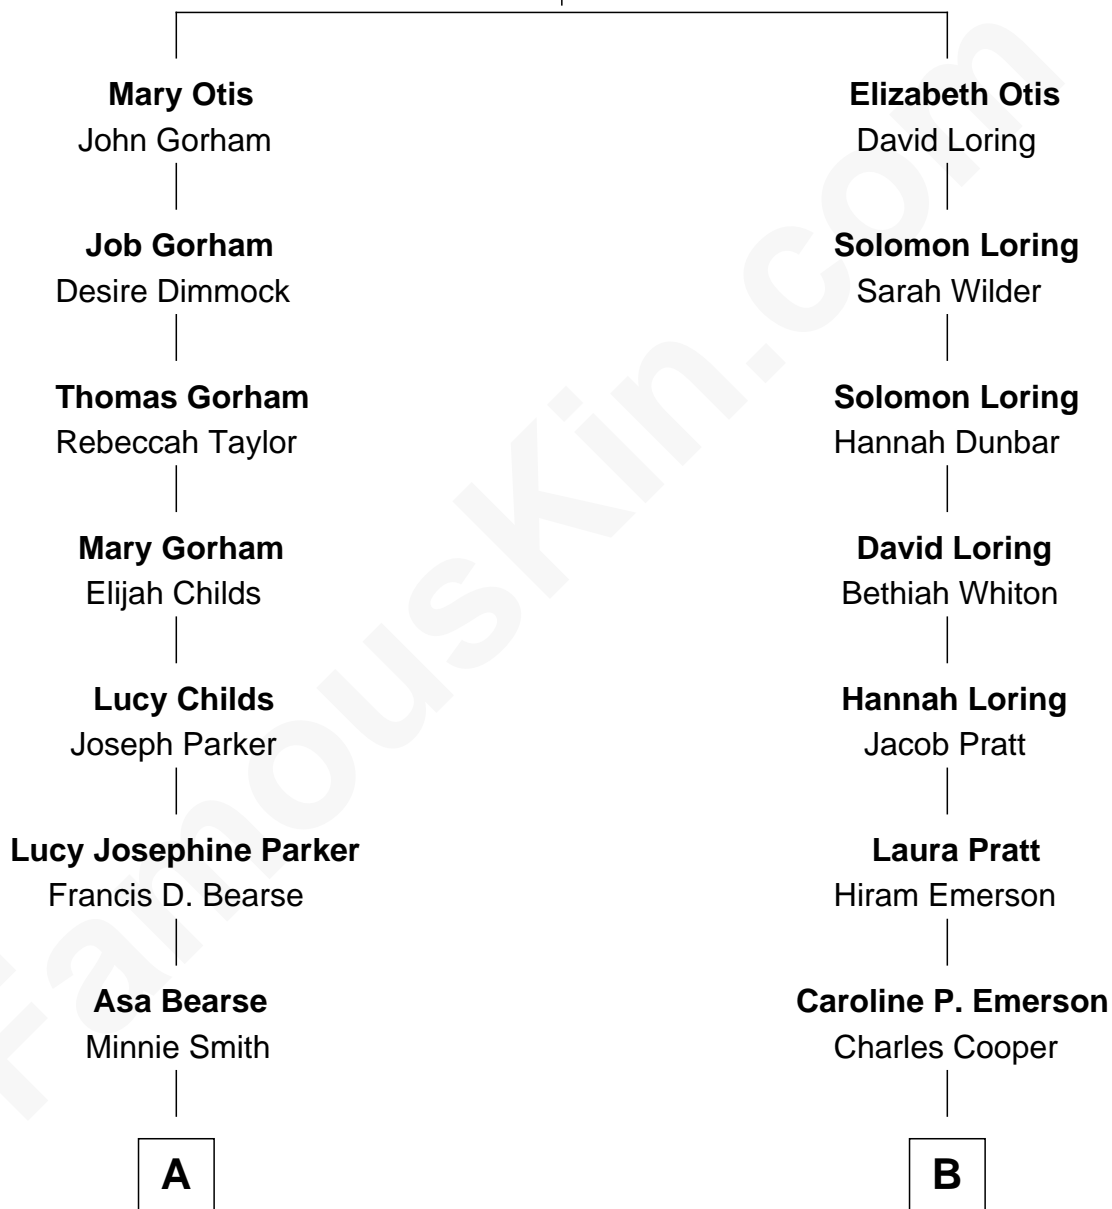 Mary Otis
John Gorham
Elizabeth Otis
David Loring
Job Gorham
Desire Dimmock
Solomon Loring
Sarah Wilder
Thomas Gorham
Rebeccah Taylor
Solomon Loring
Hannah Dunbar
Mary Gorham
Elijah Childs
David Loring
Bethiah Whiton
Lucy Childs
Joseph Parker
Hannah Loring
Jacob Pratt
Lucy Josephine Parker
Francis D. Bearse
Laura Pratt
Hiram Emerson
Asa Bearse
Minnie Smith
Caroline P. Emerson
Charles Cooper
A
B
FamousKin.com